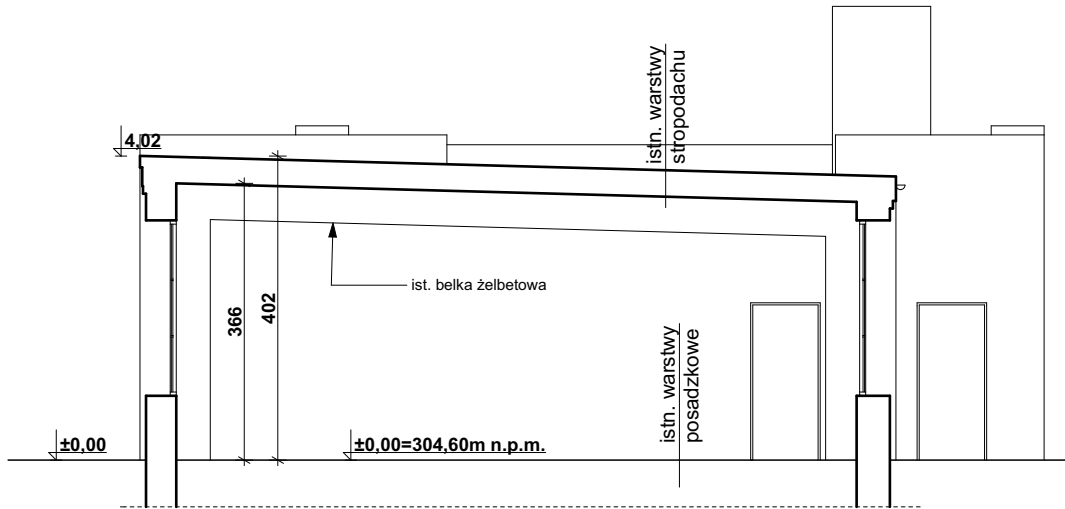 istn. warstwy
stropodachu
4,02
ist. belka żelbetowa
366
402
istn. warstwy
posadzkowe
±0,00
±0,00=304,60m n.p.m.